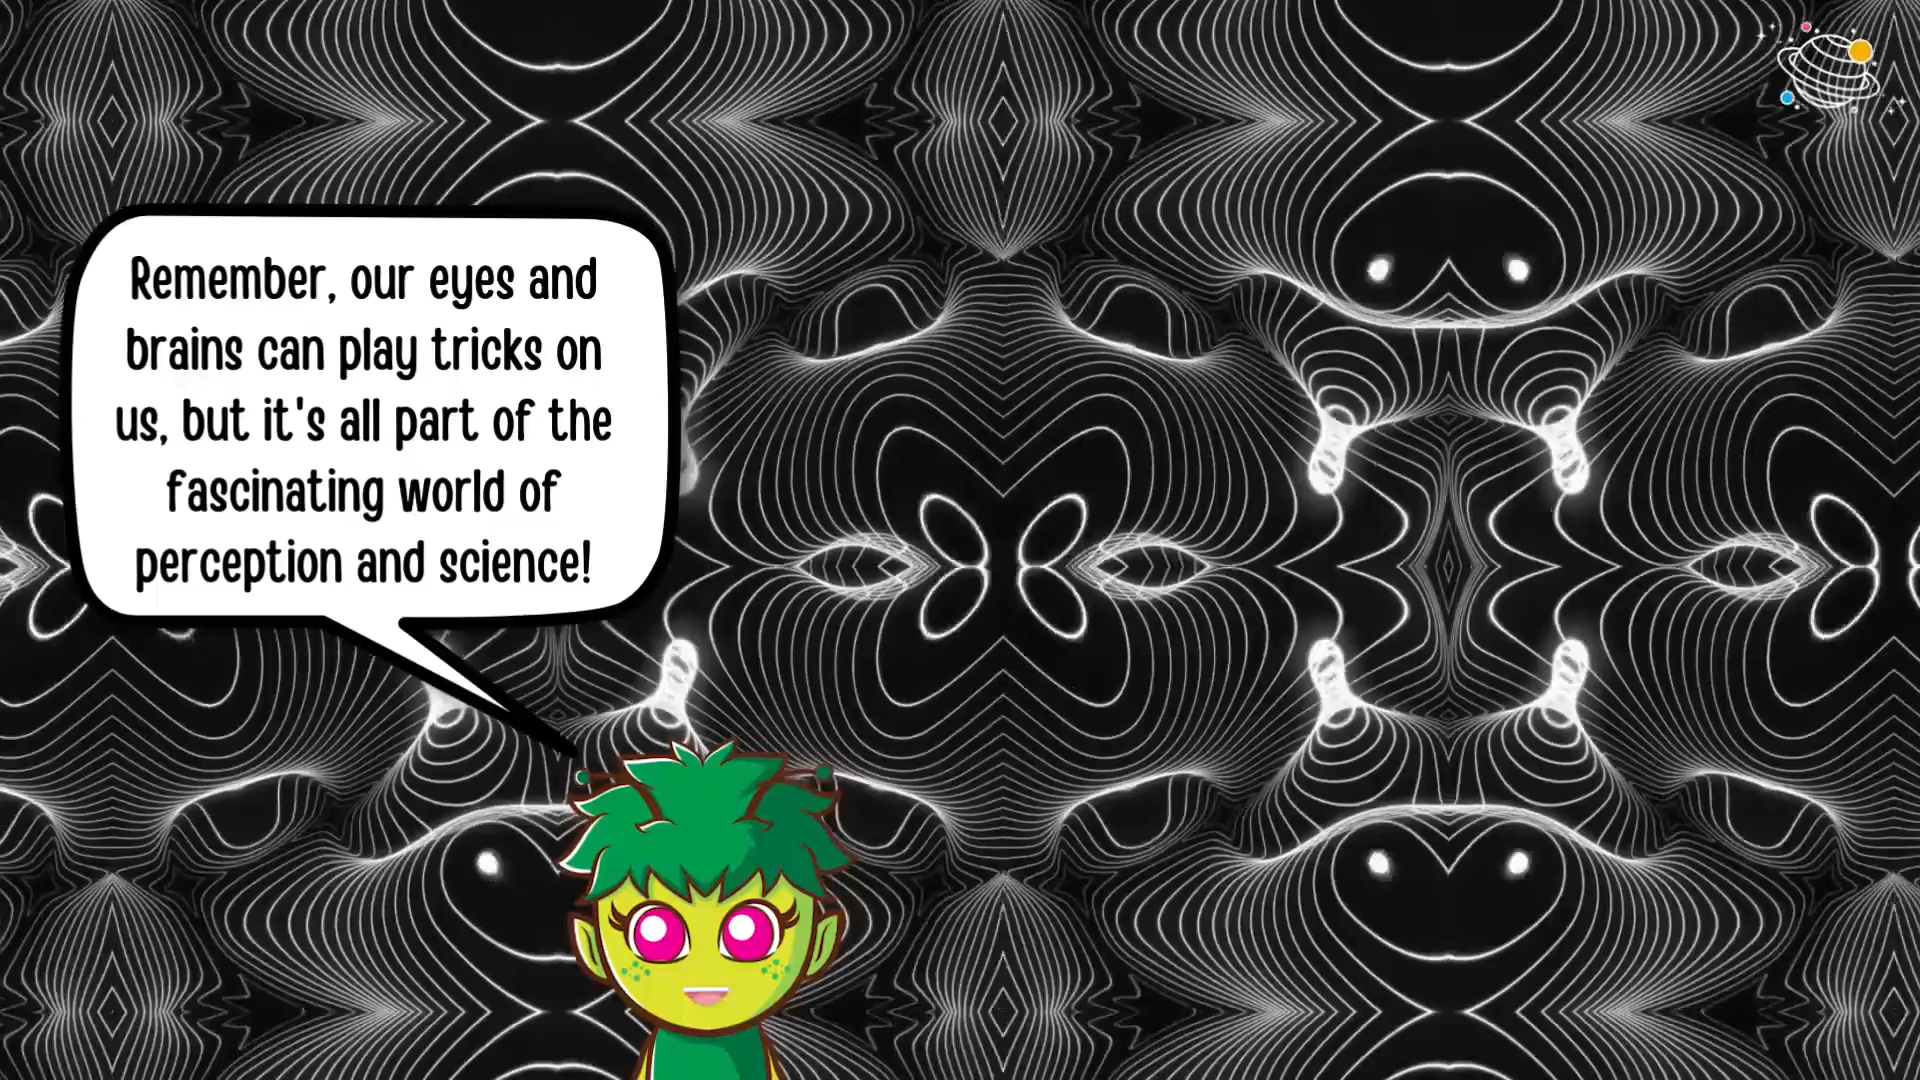 Remember, our eyes and
brains can play tricks on
us, but it's all part of the
fascinating world of
perception and science!